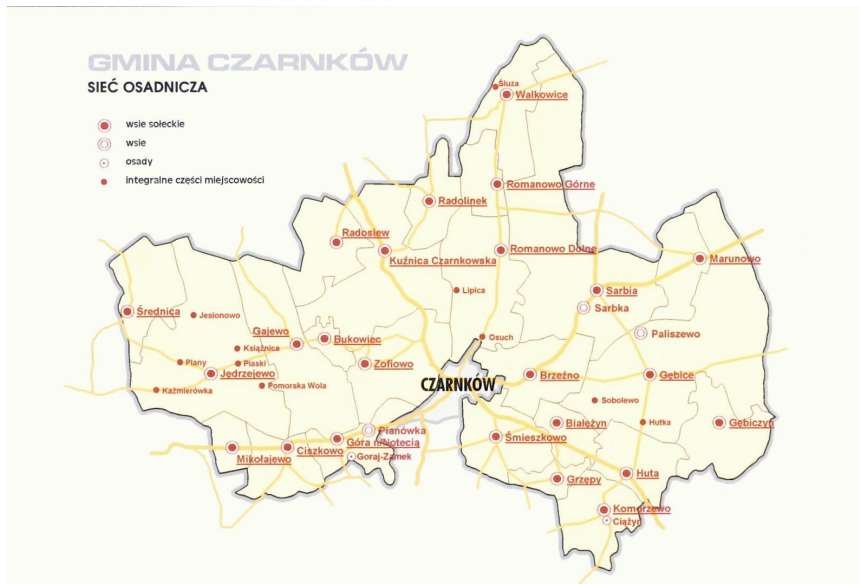 GMINA CZARNKÓW
SIEĆ OSADNICZA
wsie sołeckie
wsie
osady
integralne części miejscowości
Śluza
Walkowice
Romanowo Górne
Radolinek
Radosiew
Kuźnica Czarnkowska
Romanowo Dolne
Marunowo
Lipica
Sarbia
Sarbka
Średnica
Jesionowo
Gajewo
Bukowiec
Osuch
Paliszewo
Książnica
Piaski
Plany
Jędrzejewo
Zofiowo
Kaźmierówka
Pomorska Wola
CZARNKÓW
Brzeźno
Gębice
Sobolewo
Białężyn
Hutka
Gębiczyn
Pianówka
Góra n/Notecią
Śmieszkowo
Mikołajewo
Ciszkowo
Goraj-Zamek
Grzępy
Huta
Komorzewo
Ciążyń